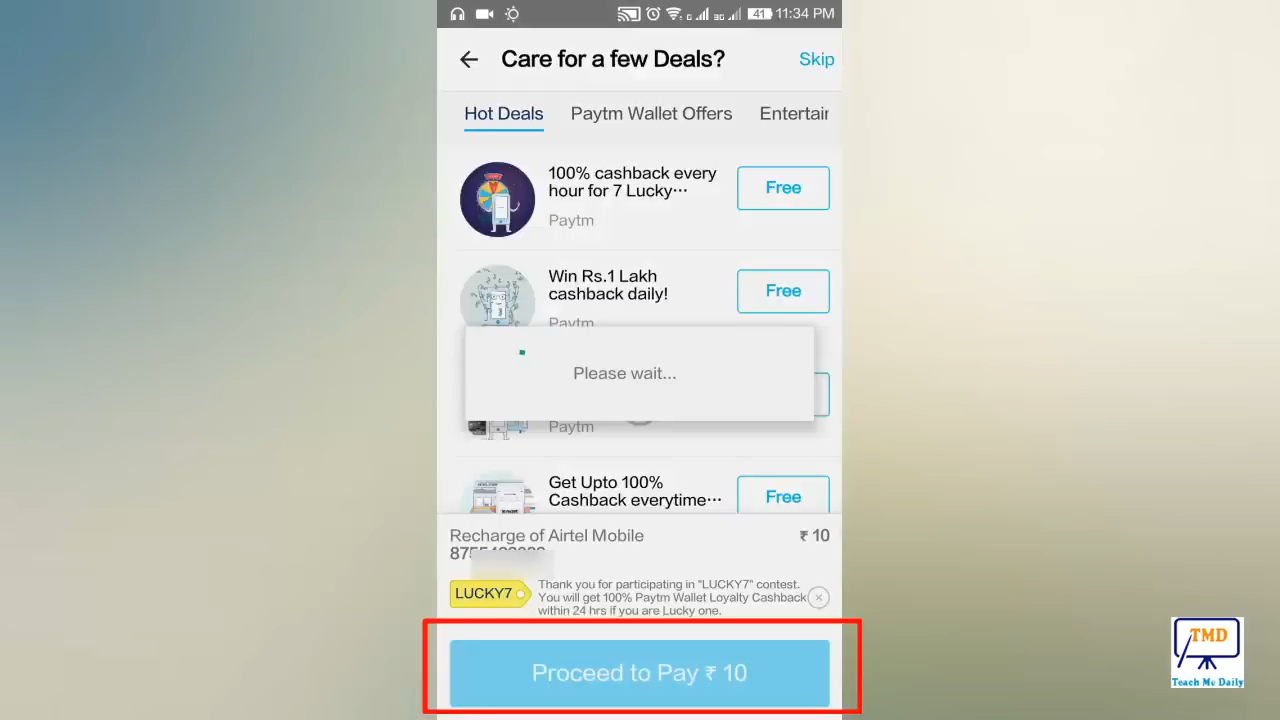 41 11:34 PM
Care for a few Deals? Skip
Hot Deals Paytm Wallet Offers Entertain
100% cashback every
hour for 7 Lucky...
Paytm
Free
Win Rs.1 Lakh
cashback daily!
Paytm
Free
Please wait...
Paytm
Get Upto 100%
Cashback everytime...
Free
Recharge of Airtel Mobile ₹ 10
LUCKY7
Thank you for participating in "LUCKY7" contest.
You will get 100% Paytm Wallet Loyalty Cashback
within 24 hrs if you are Lucky one.
Proceed to Pay ₹ 10
TMD
Teach Me Daily